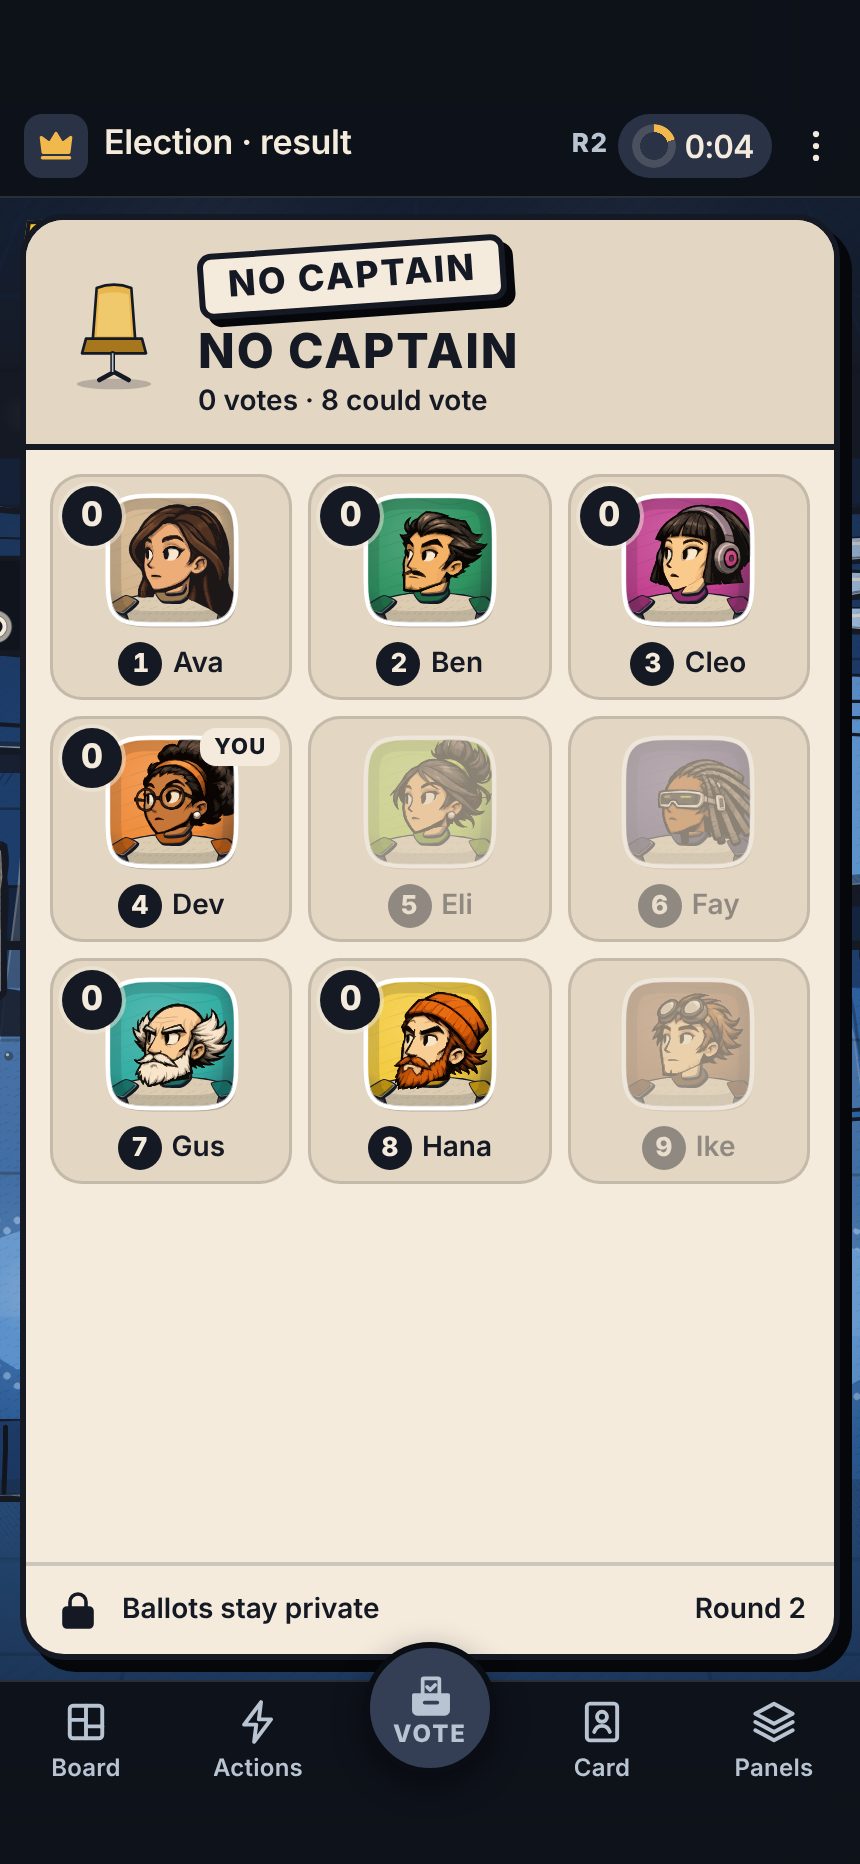 Election · result
R2
0:04
NO CAPTAIN
NO CAPTAIN
0 votes · 8 could vote
0
1 Ava
0
2 Ben
0
3 Cleo
0
YOU
4 Dev
5 Eli
6 Fay
0
7 Gus
0
8 Hana
9 Ike
Ballots stay private
Round 2
Board
Actions
VOTE
Card
Panels